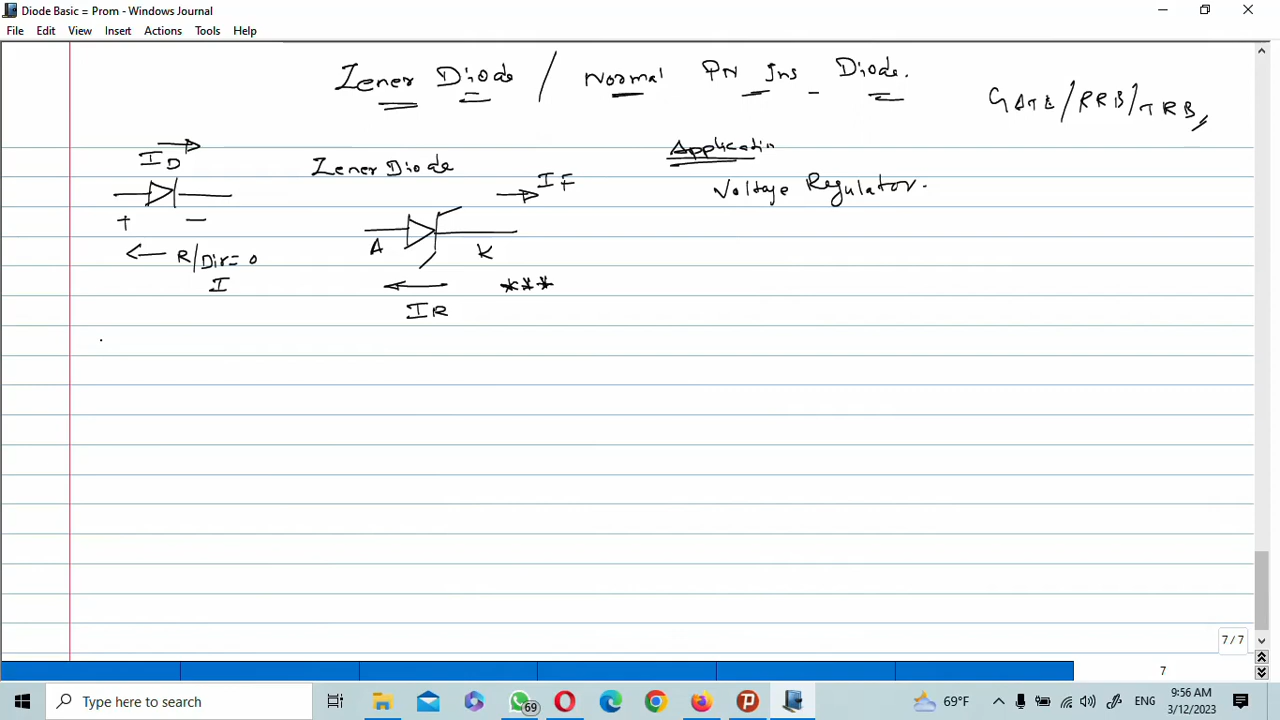 Diode Basic = Prom - Windows Journal
File Edit View Insert Actions Tools Help
Zener Diode / Normal PN Jns Diode.
GATE/RRB/TRB,
ID
Zener Diode
Application
IF
Voltage Regulator.
+ −
A K
R/Dir = 0
I
***
IR
7 / 7
7
Type here to search
69
69°F
ENG
9:56 AM
3/12/2023